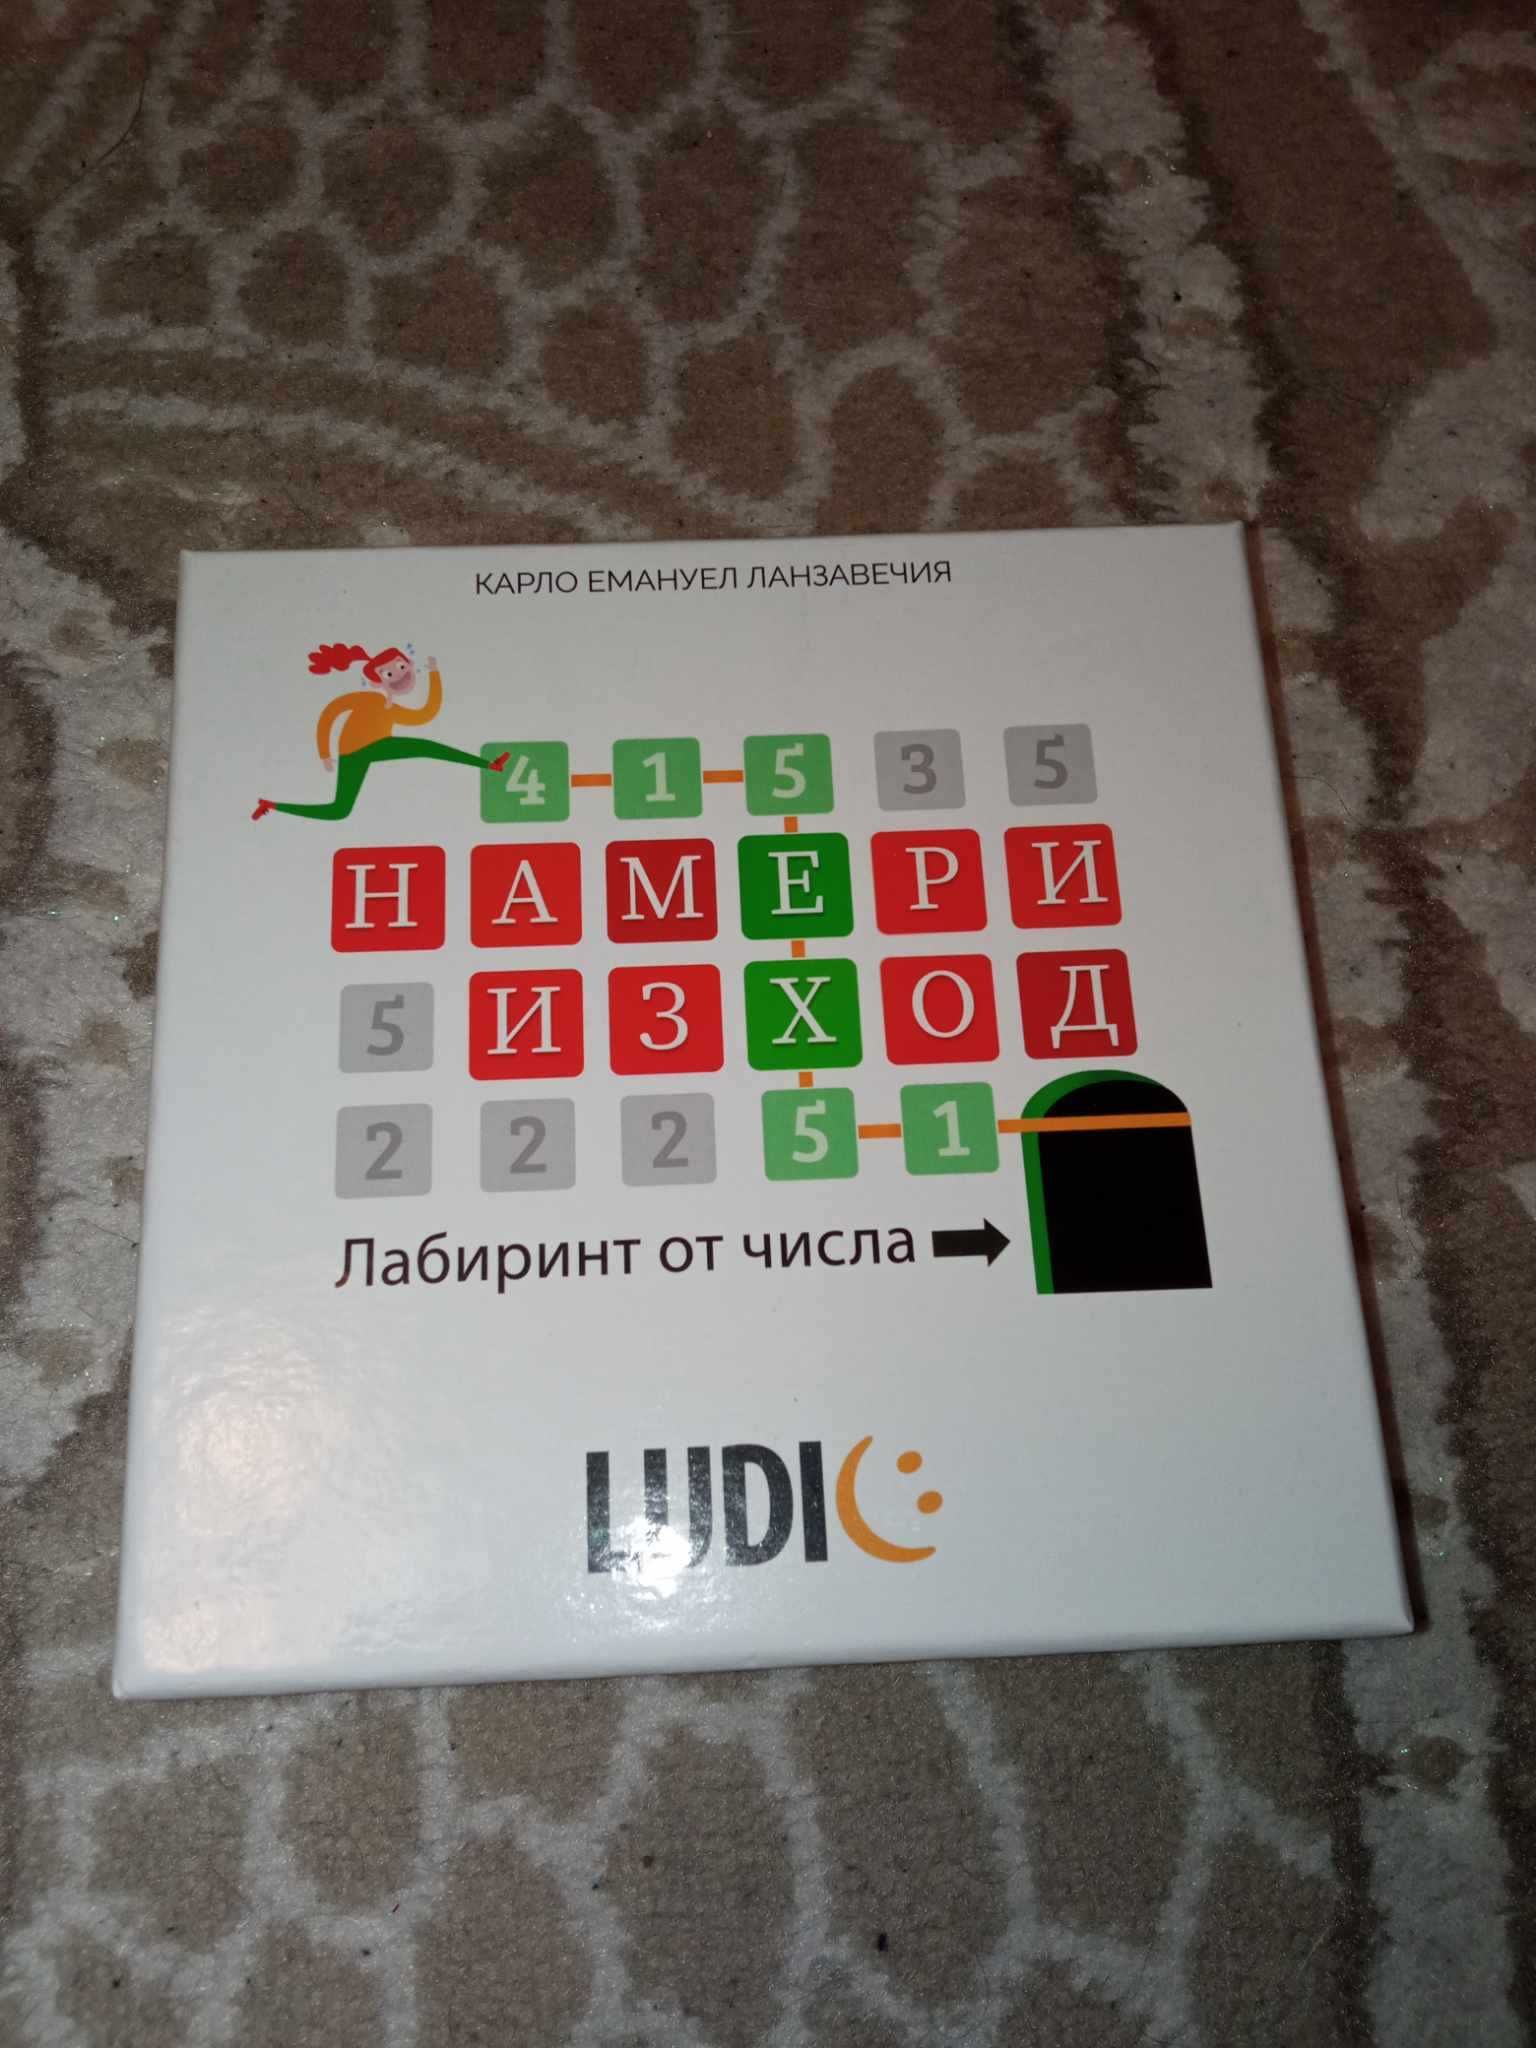 КАРЛО ЕМАНУЕЛ ЛАНЗАВЕЧИЯ
4 1 5 3 5
НАМЕРИ
5 ИЗХОД
2 2 2 5 1
Лабиринт от числа
LUDIC